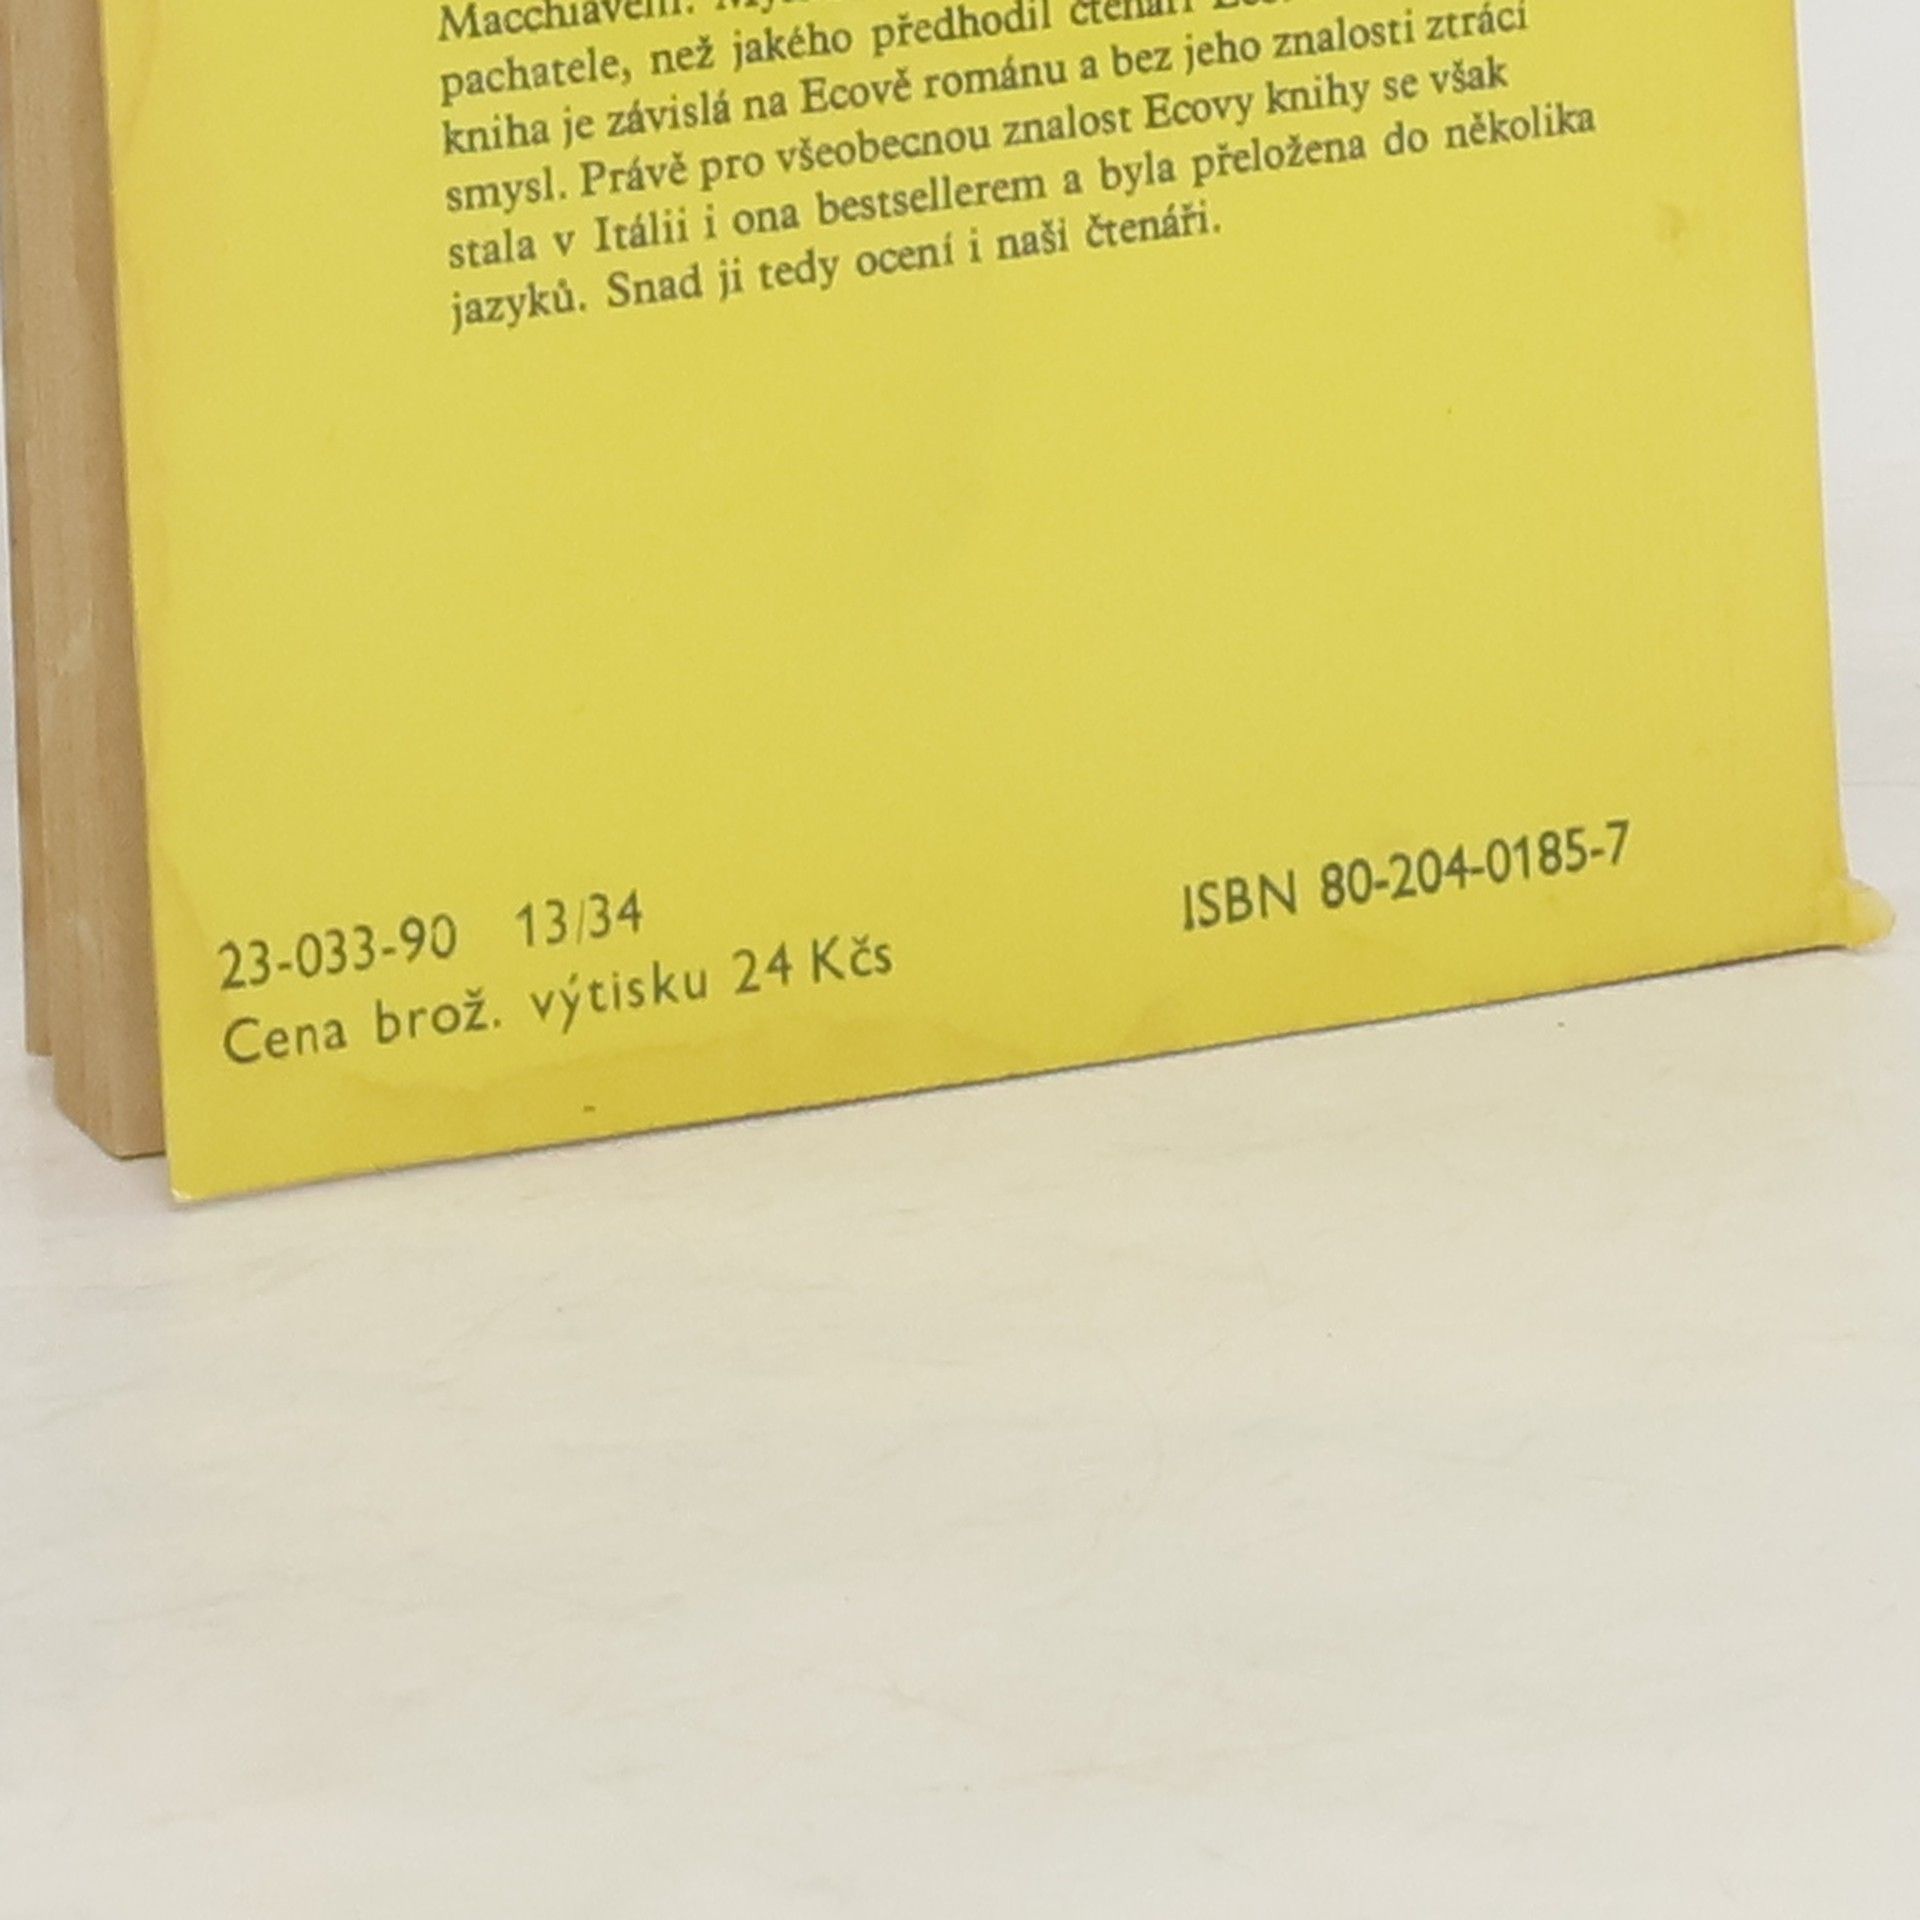 Macchiavelli.
pachatele, než jakého předhodil čtenáři
kniha je závislá na Ecově románu a bez jeho znalosti ztrácí
smysl. Právě pro všeobecnou znalost Ecovy knihy se však
stala v Itálii i ona bestsellerem a byla přeložena do několika
jazyků. Snad ji tedy ocení i naši čtenáři.
23-033-90 13/34
Cena brož. výtisku 24 Kčs
ISBN 80-204-0185-7